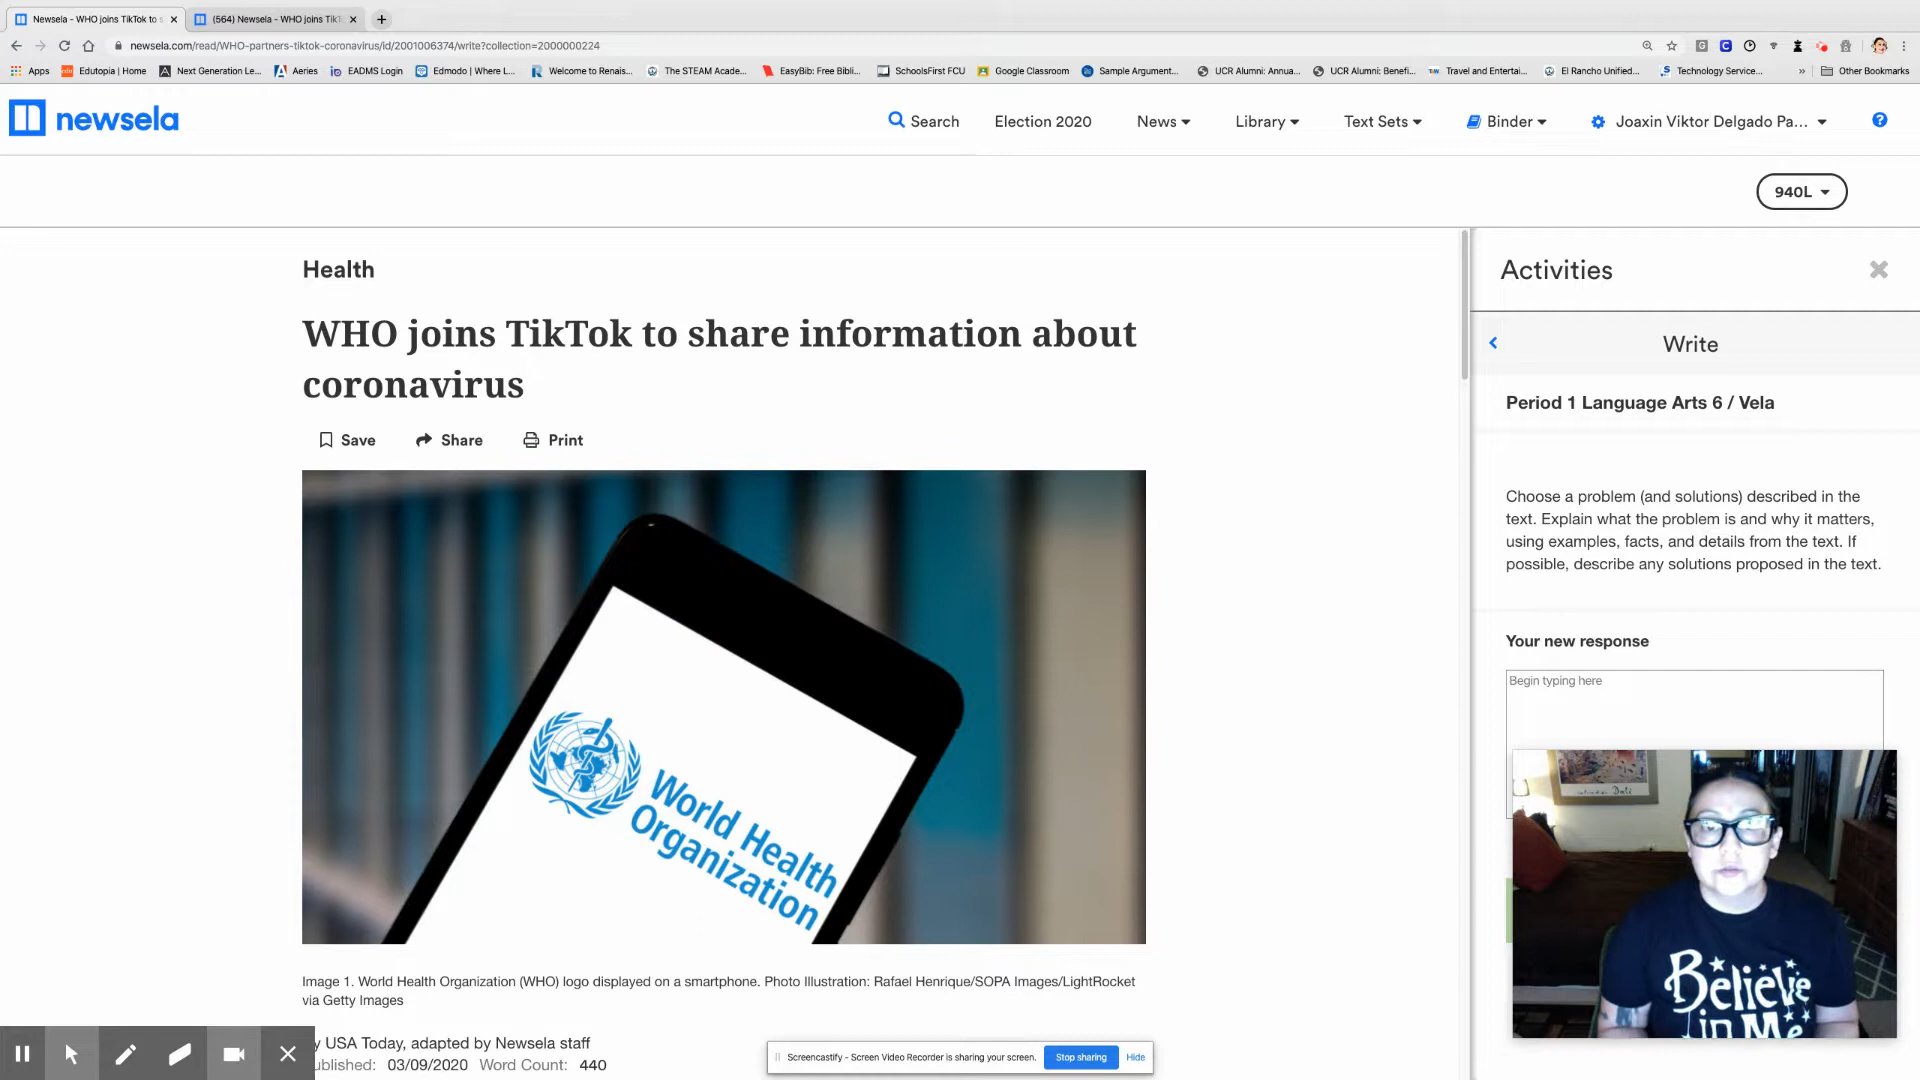 Newsela - WHO joins TikTok to s
(564) Newsela - WHO joins TikT
newsela.com/read/WHO-partners-tiktok-coronavirus/id/2001006374/write?collection=2000000224
Apps Edutopia | Home Next Generation Le... Aeries EADMS Login Edmodo | Where L... Welcome to Renais... The STEAM Acade... EasyBib: Free Bibli... SchoolsFirst FCU Google Classroom Sample Argument... UCR Alumni: Annua... UCR Alumni: Benefi... Travel and Entertai... El Rancho Unified... Technology Service... » Other Bookmarks
newsela
Search Election 2020 News Library Text Sets Binder Joaxin Viktor Delgado Pa...
940L
Health
WHO joins TikTok to share information about
coronavirus
Save Share Print
World Health
Organization
Image 1. World Health Organization (WHO) logo displayed on a smartphone. Photo Illustration: Rafael Henrique/SOPA Images/LightRocket
via Getty Images
y USA Today, adapted by Newsela staff
ublished: 03/09/2020 Word Count: 440
Activities
Write
Period 1 Language Arts 6 / Vela
Choose a problem (and solutions) described in the
text. Explain what the problem is and why it matters,
using examples, facts, and details from the text. If
possible, describe any solutions proposed in the text.
Your new response
Begin typing here
Believe
in Me
Screencastify - Screen Video Recorder is sharing your screen. Stop sharing Hide